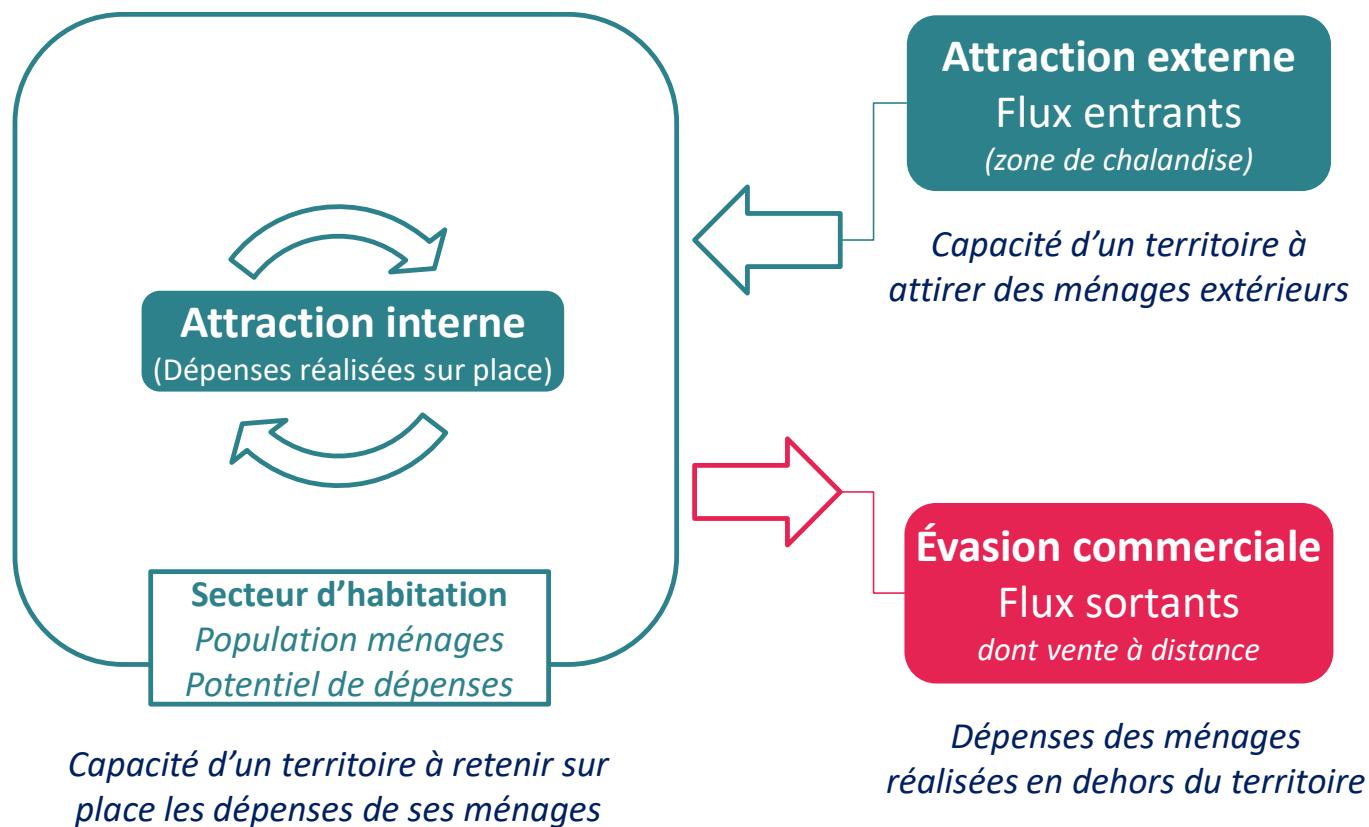 Attraction interne
(Dépenses réalisées sur place)
Secteur d’habitation
Population ménages
Potentiel de dépenses
Capacité d’un territoire à retenir sur
place les dépenses de ses ménages
Attraction externe
Flux entrants
(zone de chalandise)
Capacité d’un territoire à
attirer des ménages extérieurs
Évasion commerciale
Flux sortants
dont vente à distance
Dépenses des ménages
réalisées en dehors du territoire